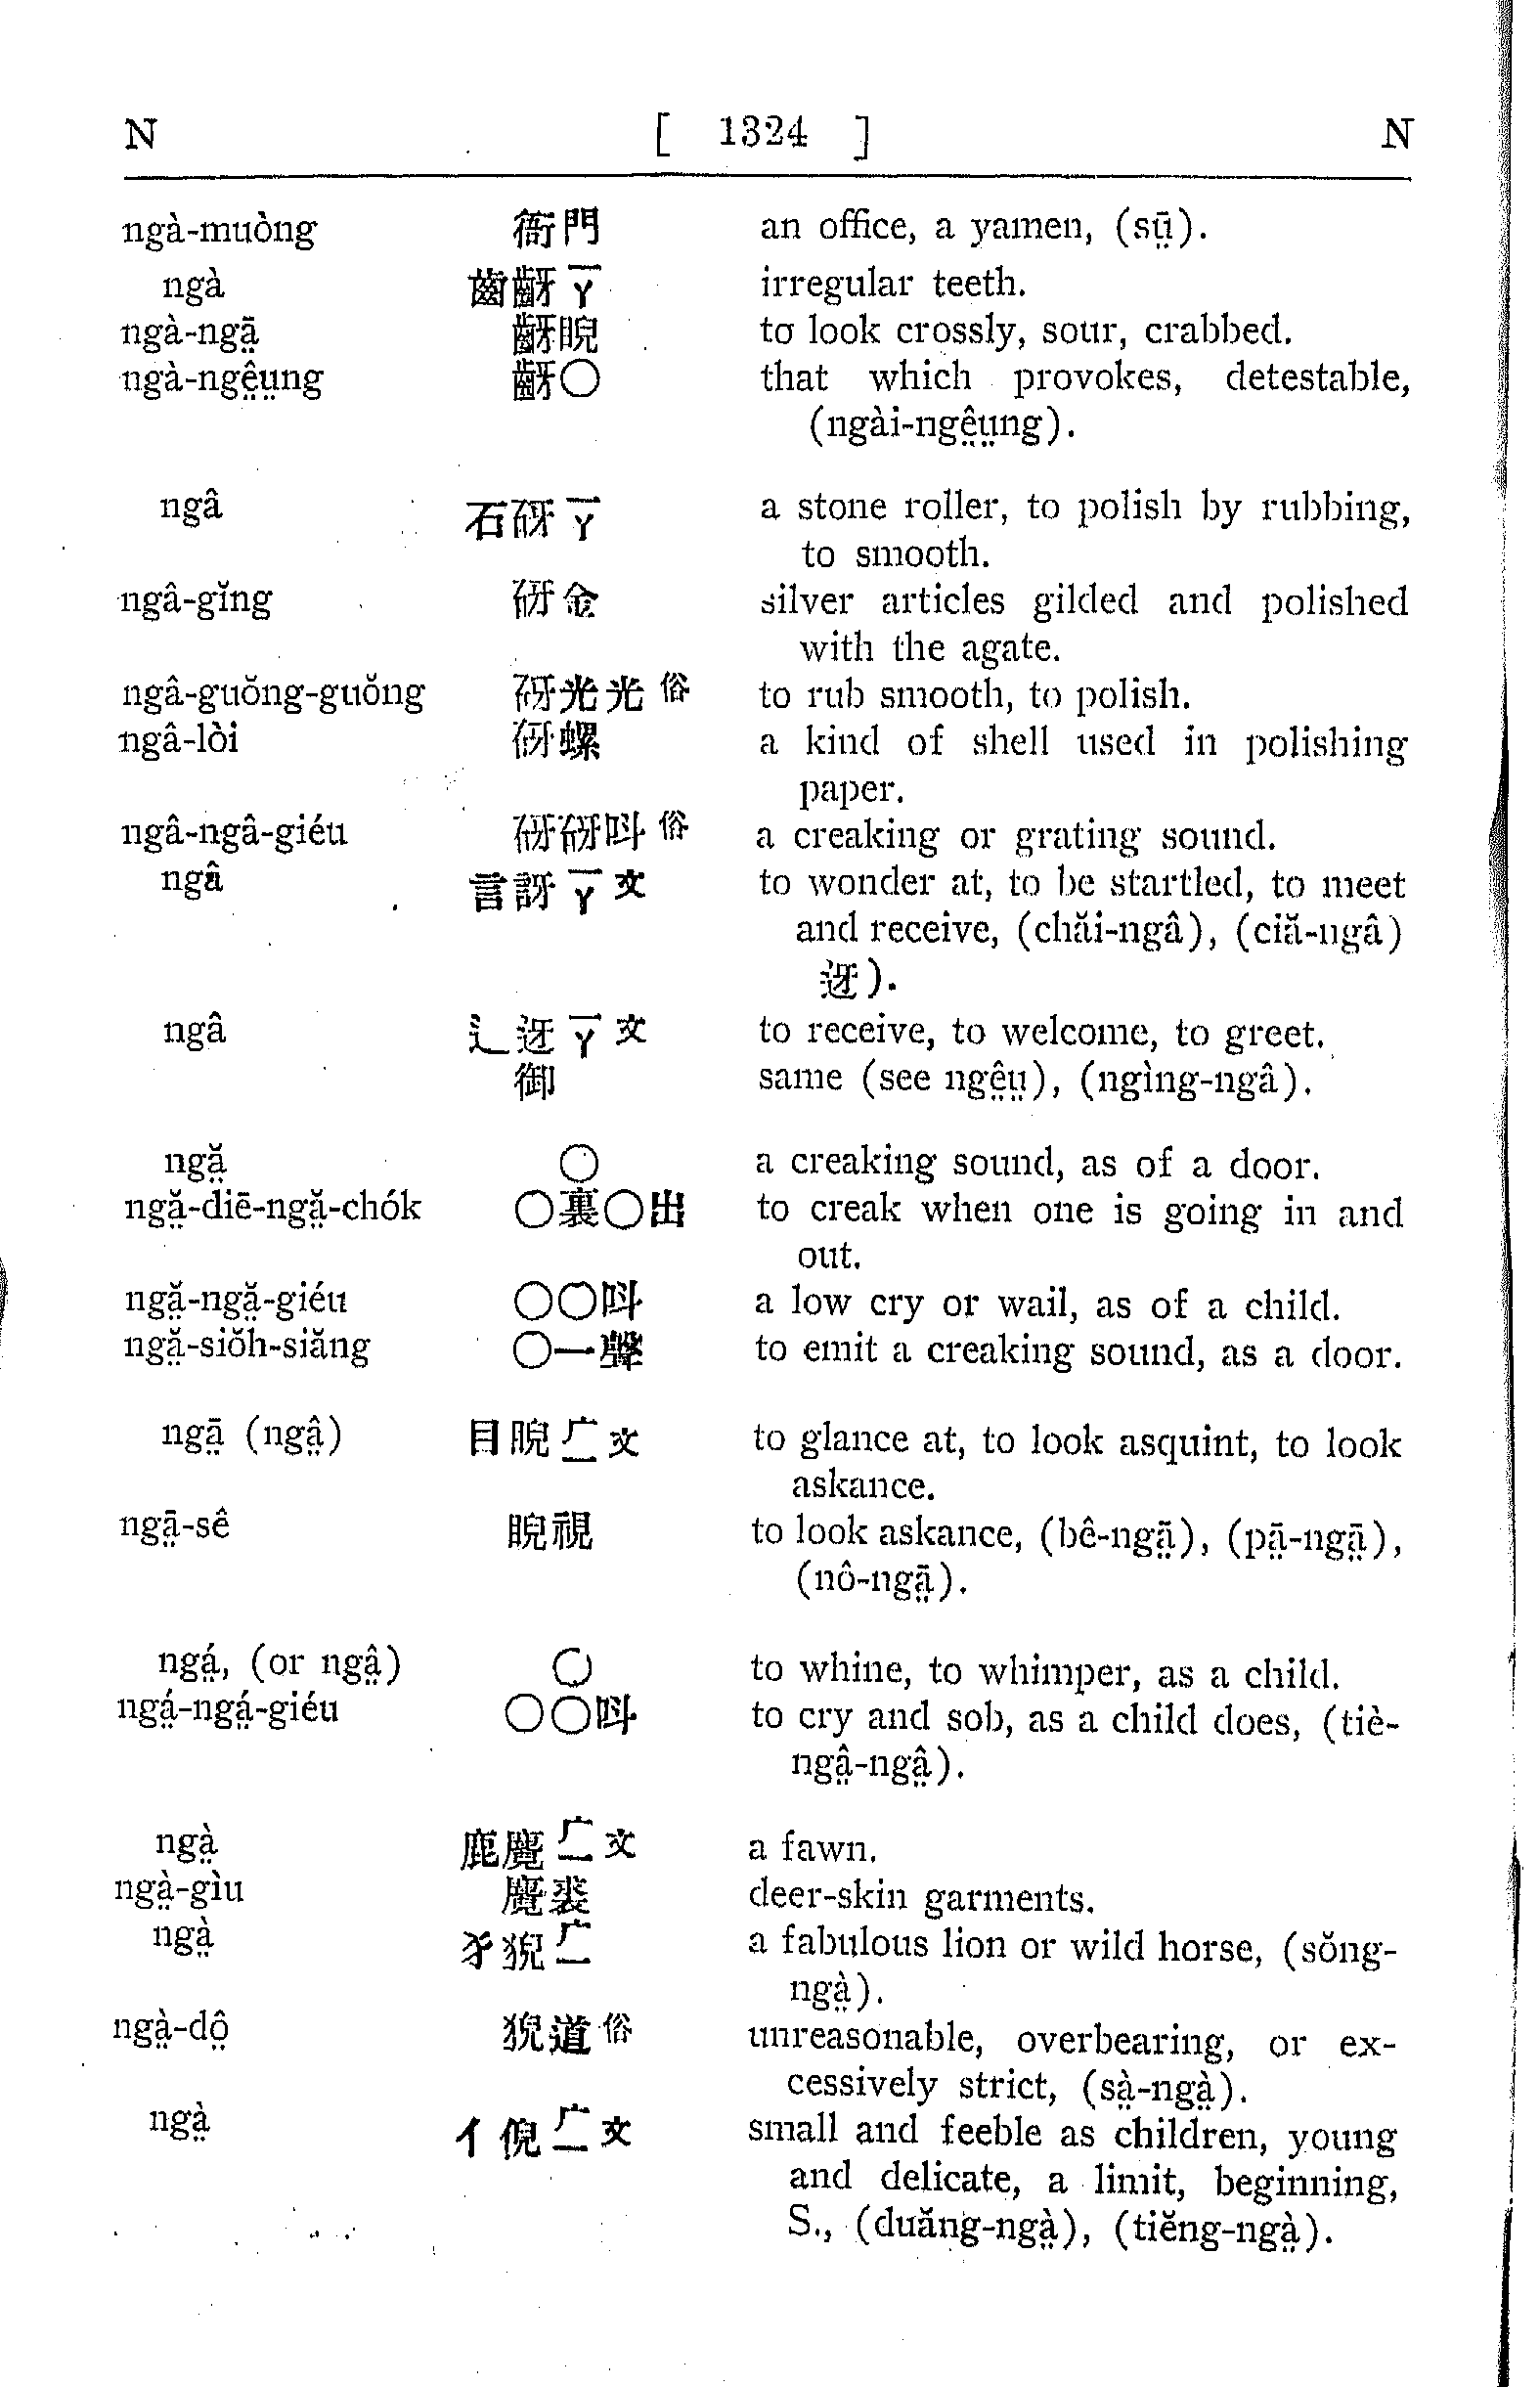 N [ 1324 ] N
ngà-muòng 衙門 an office, a yamen, (sṳ̄).
ngà 齒齖ㄚ irregular teeth.
ngà-ngā̤ 齖睨 to look crossly, sour, crabbed.
ngà-ngê̤ṳng 齖〇 that which provokes, detestable,
(ngài-ngê̤ṳng).
ngâ 石砑ㄚ a stone roller, to polish by rubbing,
to smooth.
ngâ-gĭng 砑金 silver articles gilded and polished
with the agate.
ngâ-guŏng-guŏng 砑光光俗 to rub smooth, to polish.
ngâ-lòi 砑螺 a kind of shell used in polishing
paper.
ngâ-ngâ-giéu 砑砑呌俗 a creaking or grating sound.
ngâ 言訝ㄚ文 to wonder at, to be startled, to meet
and receive, (chăi-ngâ), (ciă-ngâ)
迓).
ngâ 辶迓ㄚ文 to receive, to welcome, to greet.
御 same (see ngê̤ṳ), (ngìng-ngâ).
ngă̤ 〇 a creaking sound, as of a door.
ngă̤-diē-ngă̤-chók 〇裏〇出 to creak when one is going in and
out.
ngă̤-ngă̤-giéu 〇〇呌 a low cry or wail, as of a child.
ngă̤-siŏh-siăng 〇一聲 to emit a creaking sound, as a door.
ngā̤ (ngâ̤) 目睨文 to glance at, to look asquint, to look
askance.
ngā̤-sê 睨視 to look askance, (bê-ngā̤), (pā̤-ngā̤),
(nô-ngā̤).
ngá̤, (or ngâ̤) 〇 to whine, to whimper, as a child.
ngá̤-ngá̤-giéu 〇〇呌 to cry and sob, as a child does, (tiè-
ngâ̤-ngâ̤).
ngà̤ 鹿麑文 a fawn.
ngà̤-gìu 麑裘 deer-skin garments.
ngà̤ 犭猊 a fabulous lion or wild horse, (sŏng-
ngà̤).
ngà̤-dô̤ 猊道俗 unreasonable, overbearing, or ex-
cessively strict, (sà̤-ngà̤).
ngà̤ 亻倪文 small and feeble as children, young
and delicate, a limit, beginning,
S., (duăng-ngà̤), (tiĕng-ngà̤).